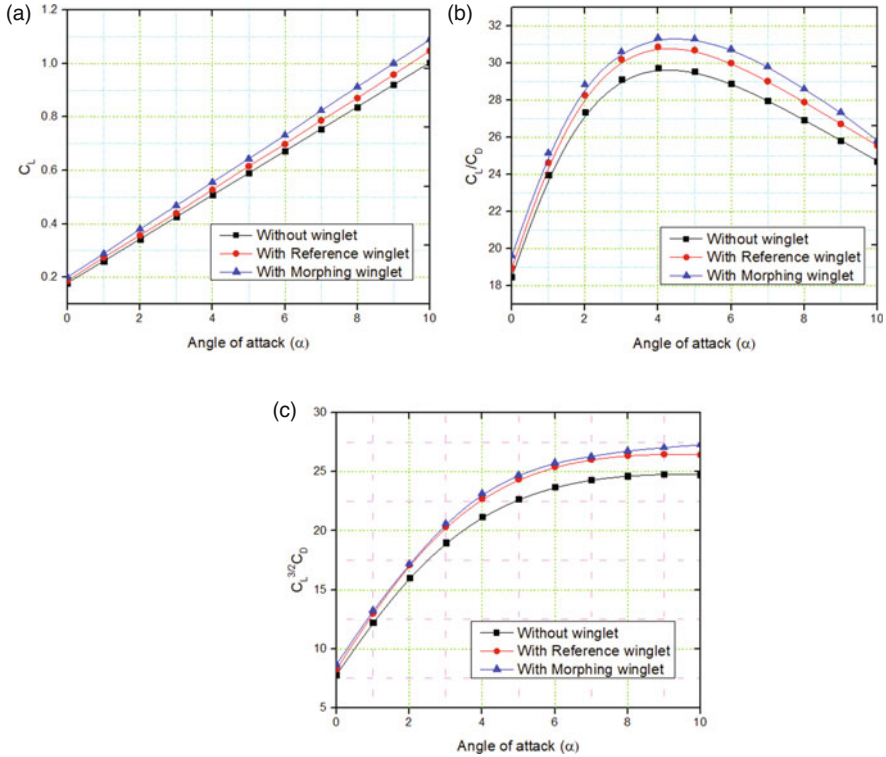 (a)
1.2
1.0
0.8
0.6
0.4
0.2
C_L
Without winglet
With Reference winglet
With Morphing winglet
0 2 4 6 8 10
Angle of attack (α)
(b)
32
30
28
26
24
22
20
18
C_L/C_D
Without winglet
With Reference winglet
With Morphing winglet
0 2 4 6 8 10
Angle of attack (α)
(c)
30
25
20
15
10
5
C_L^3/2 C_D
Without winglet
With Reference winglet
With Morphing winglet
0 2 4 6 8 10
Angle of attack (α)